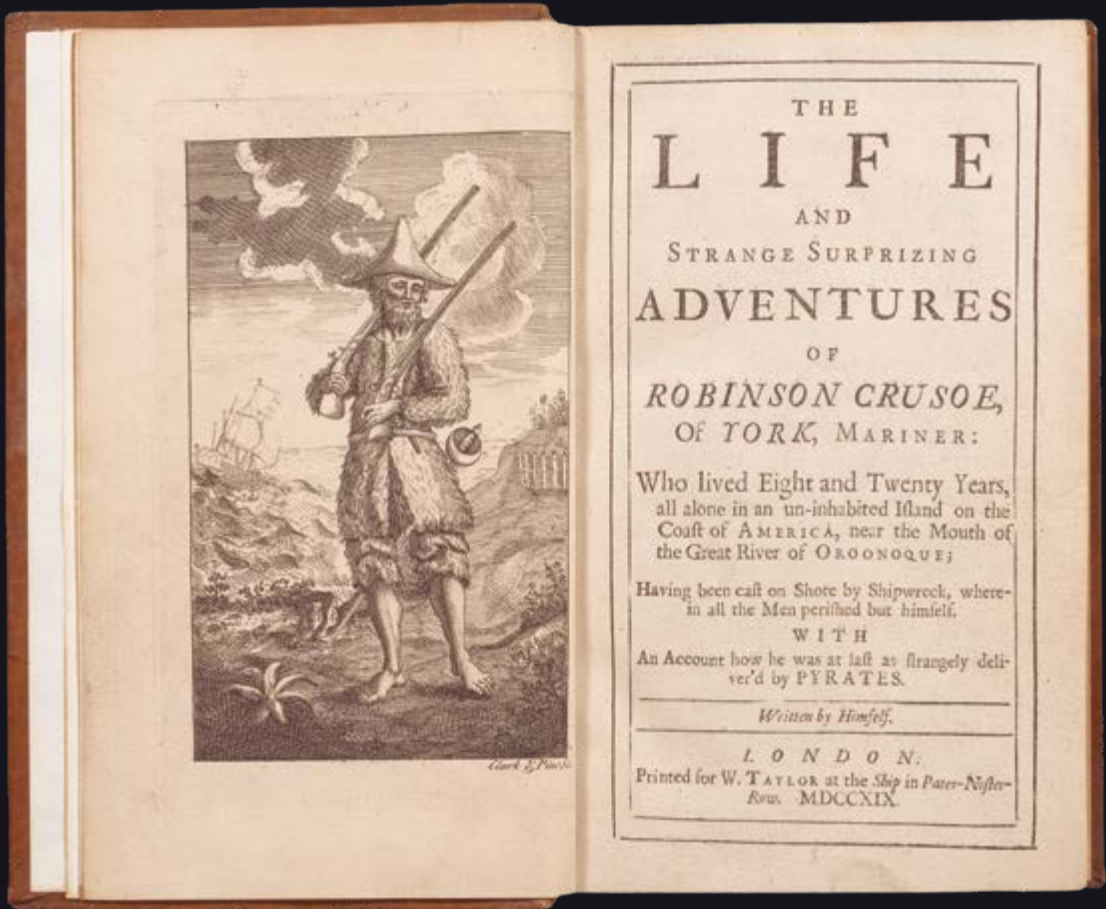 Clark & Pine Sc.
THE
LIFE
AND
STRANGE SURPRIZING
ADVENTURES
OF
ROBINSON CRUSOE,
Of YORK, MARINER:
Who lived Eight and Twenty Years,
all alone in an un-inhabited Iſland on the
Coaſt of AMERICA, near the Mouth of
the Great River of OROONOQUE;
Having been caſt on Shore by Shipwreck, where-
in all the Men periſhed but himſelf.
WITH
An Account how he was at laſt as ſtrangely deli-
ver'd by PYRATES.
Written by Himſelf.
LONDON:
Printed for W. TAYLOR at the Ship in Pater-Noſter-
Row. MDCCXIX.